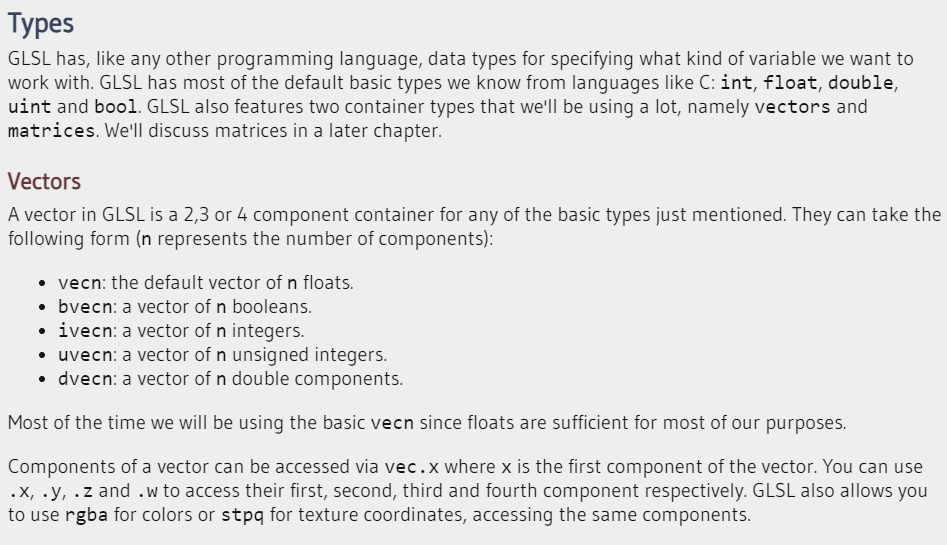 Types
GLSL has, like any other programming language, data types for specifying what kind of variable we want to
work with. GLSL has most of the default basic types we know from languages like C: int, float, double,
uint and bool. GLSL also features two container types that we'll be using a lot, namely vectors and
matrices. We'll discuss matrices in a later chapter.
Vectors
A vector in GLSL is a 2,3 or 4 component container for any of the basic types just mentioned. They can take the
following form (n represents the number of components):
• vecn: the default vector of n floats.
• bvecn: a vector of n booleans.
• ivecn: a vector of n integers.
• uvecn: a vector of n unsigned integers.
• dvecn: a vector of n double components.
Most of the time we will be using the basic vecn since floats are sufficient for most of our purposes.
Components of a vector can be accessed via vec.x where x is the first component of the vector. You can use
.x, .y, .z and .w to access their first, second, third and fourth component respectively. GLSL also allows you
to use rgba for colors or stpq for texture coordinates, accessing the same components.